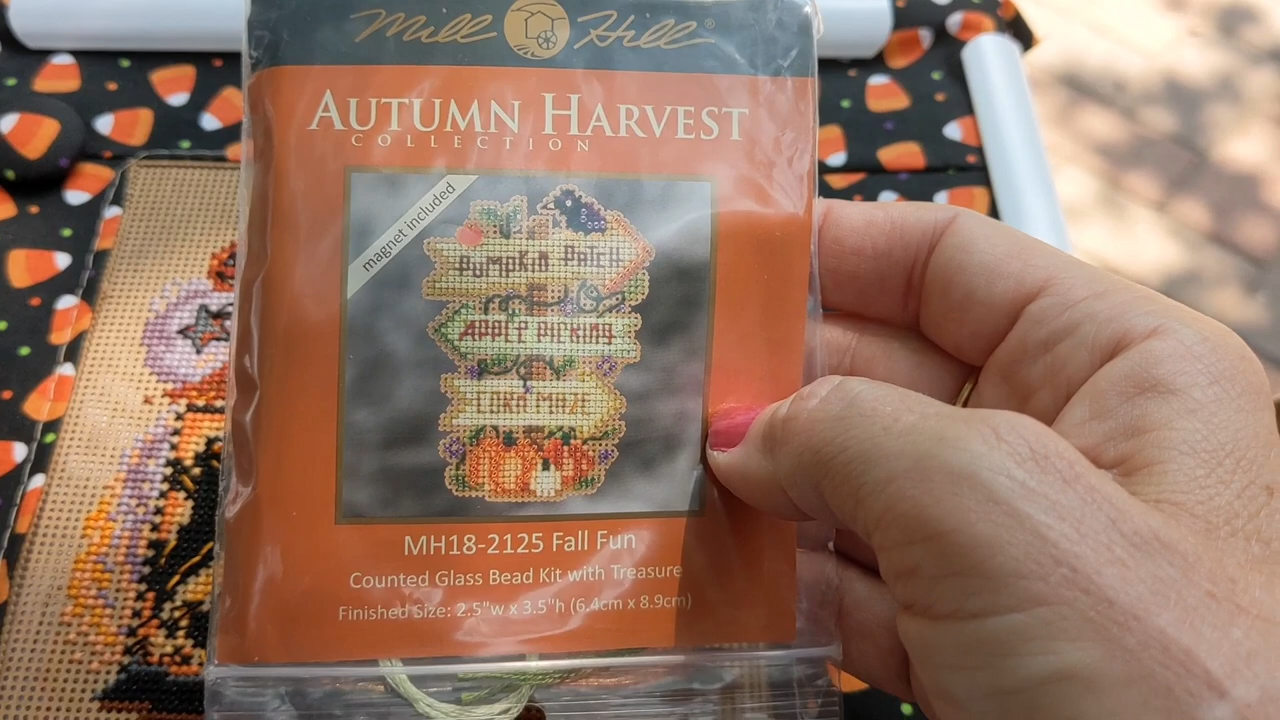 Mill Hill®
AUTUMN HARVEST
COLLECTION
magnet included
PUMPKIN PATCH
APPLE PICKING
CORN MAZE
MH18-2125 Fall Fun
Counted Glass Bead Kit with Treasure
Finished Size: 2.5"w x 3.5"h (6.4cm x 8.9cm)